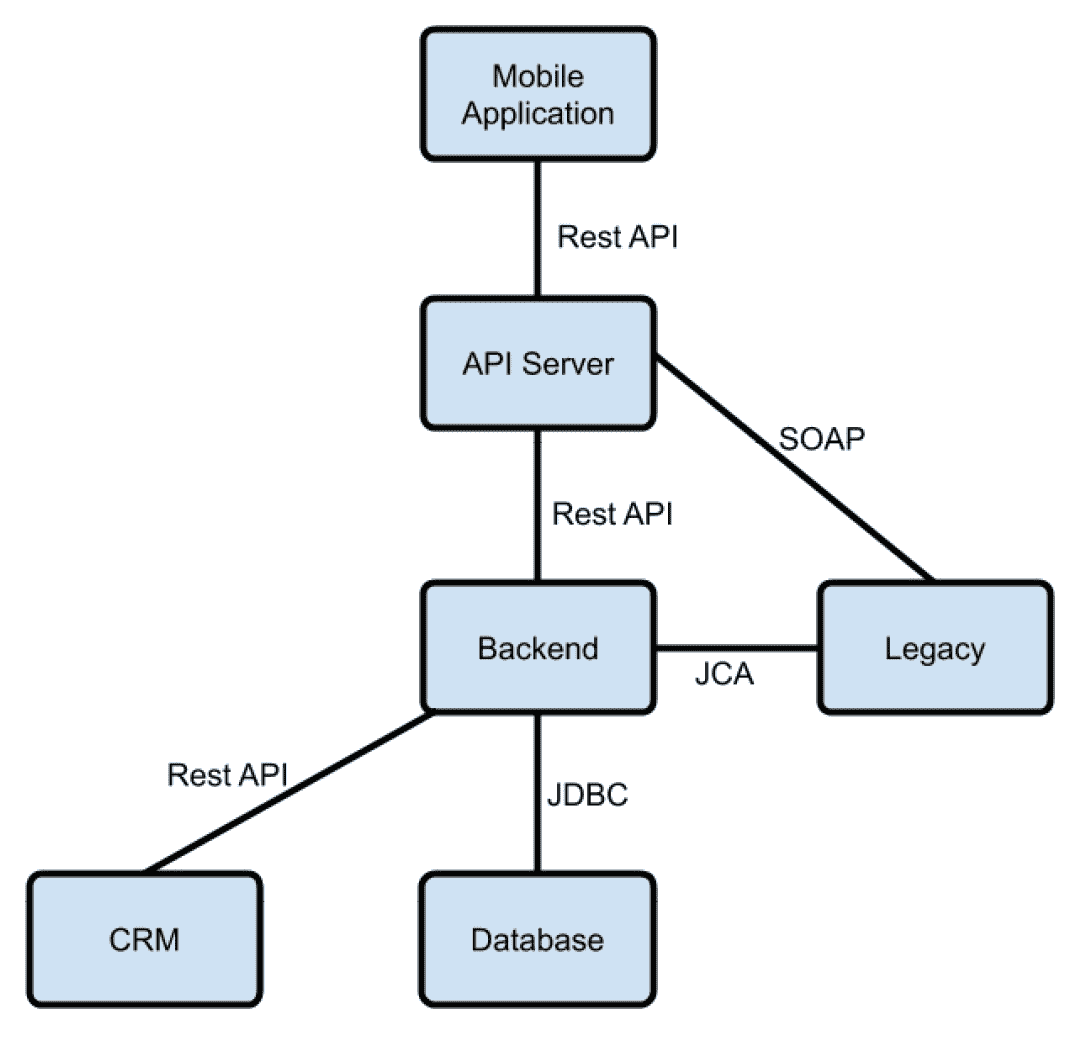 Mobile
Application
Rest API
API Server
SOAP
Rest API
Backend
Legacy
JCA
Rest API
JDBC
CRM
Database